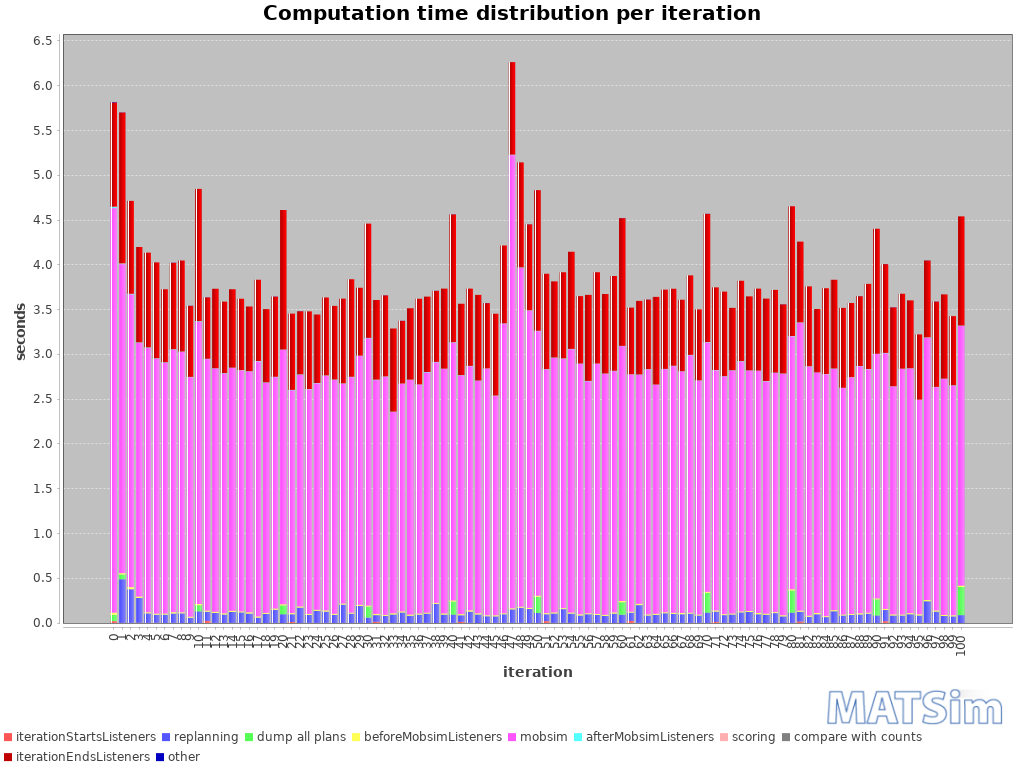 Computation time distribution per iteration
6.5
6.0
5.5
5.0
4.5
4.0
3.5
3.0
2.5
2.0
1.5
1.0
0.5
0.0
seconds
0 1 2 3 4 5 6 7 8 9 10 11 12 13 14 15 16 17 18 19 20 21 22 23 24 25 26 27 28 29 30 31 32 33 34 35 36 37 38 39 40 41 42 43 44 45 46 47 48 49 50 51 52 53 54 55 56 57 58 59 60 61 62 63 64 65 66 67 68 69 70 71 72 73 74 75 76 77 78 79 80 81 82 83 84 85 86 87 88 89 90 91 92 93 94 95 96 97 98 99 100
iteration
MATSim
iterationStartsListeners replanning dump all plans beforeMobsimListeners mobsim afterMobsimListeners scoring compare with counts
iterationEndsListeners other